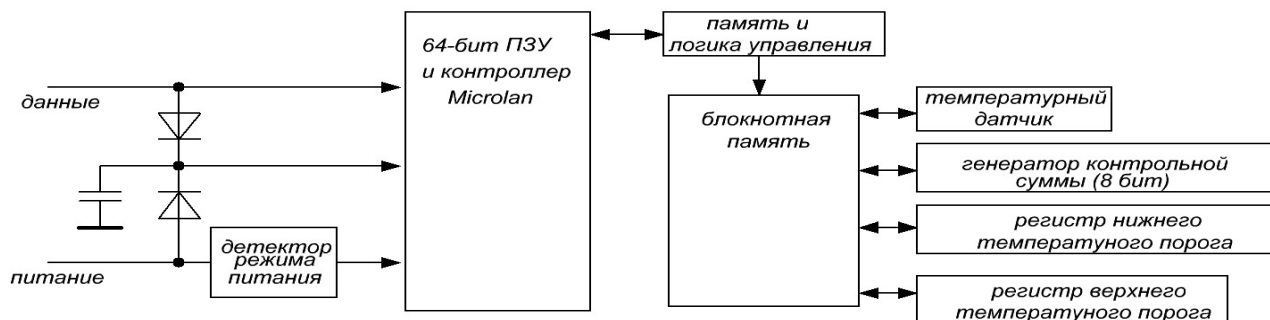 данные
питание
детектор
режима
питания
64-бит ПЗУ
и контроллер
Microlan
память и
логика управления
блокнотная
память
температурный
датчик
генератор контрольной
суммы (8 бит)
регистр нижнего
температуного порога
регистр верхнего
температуного порога